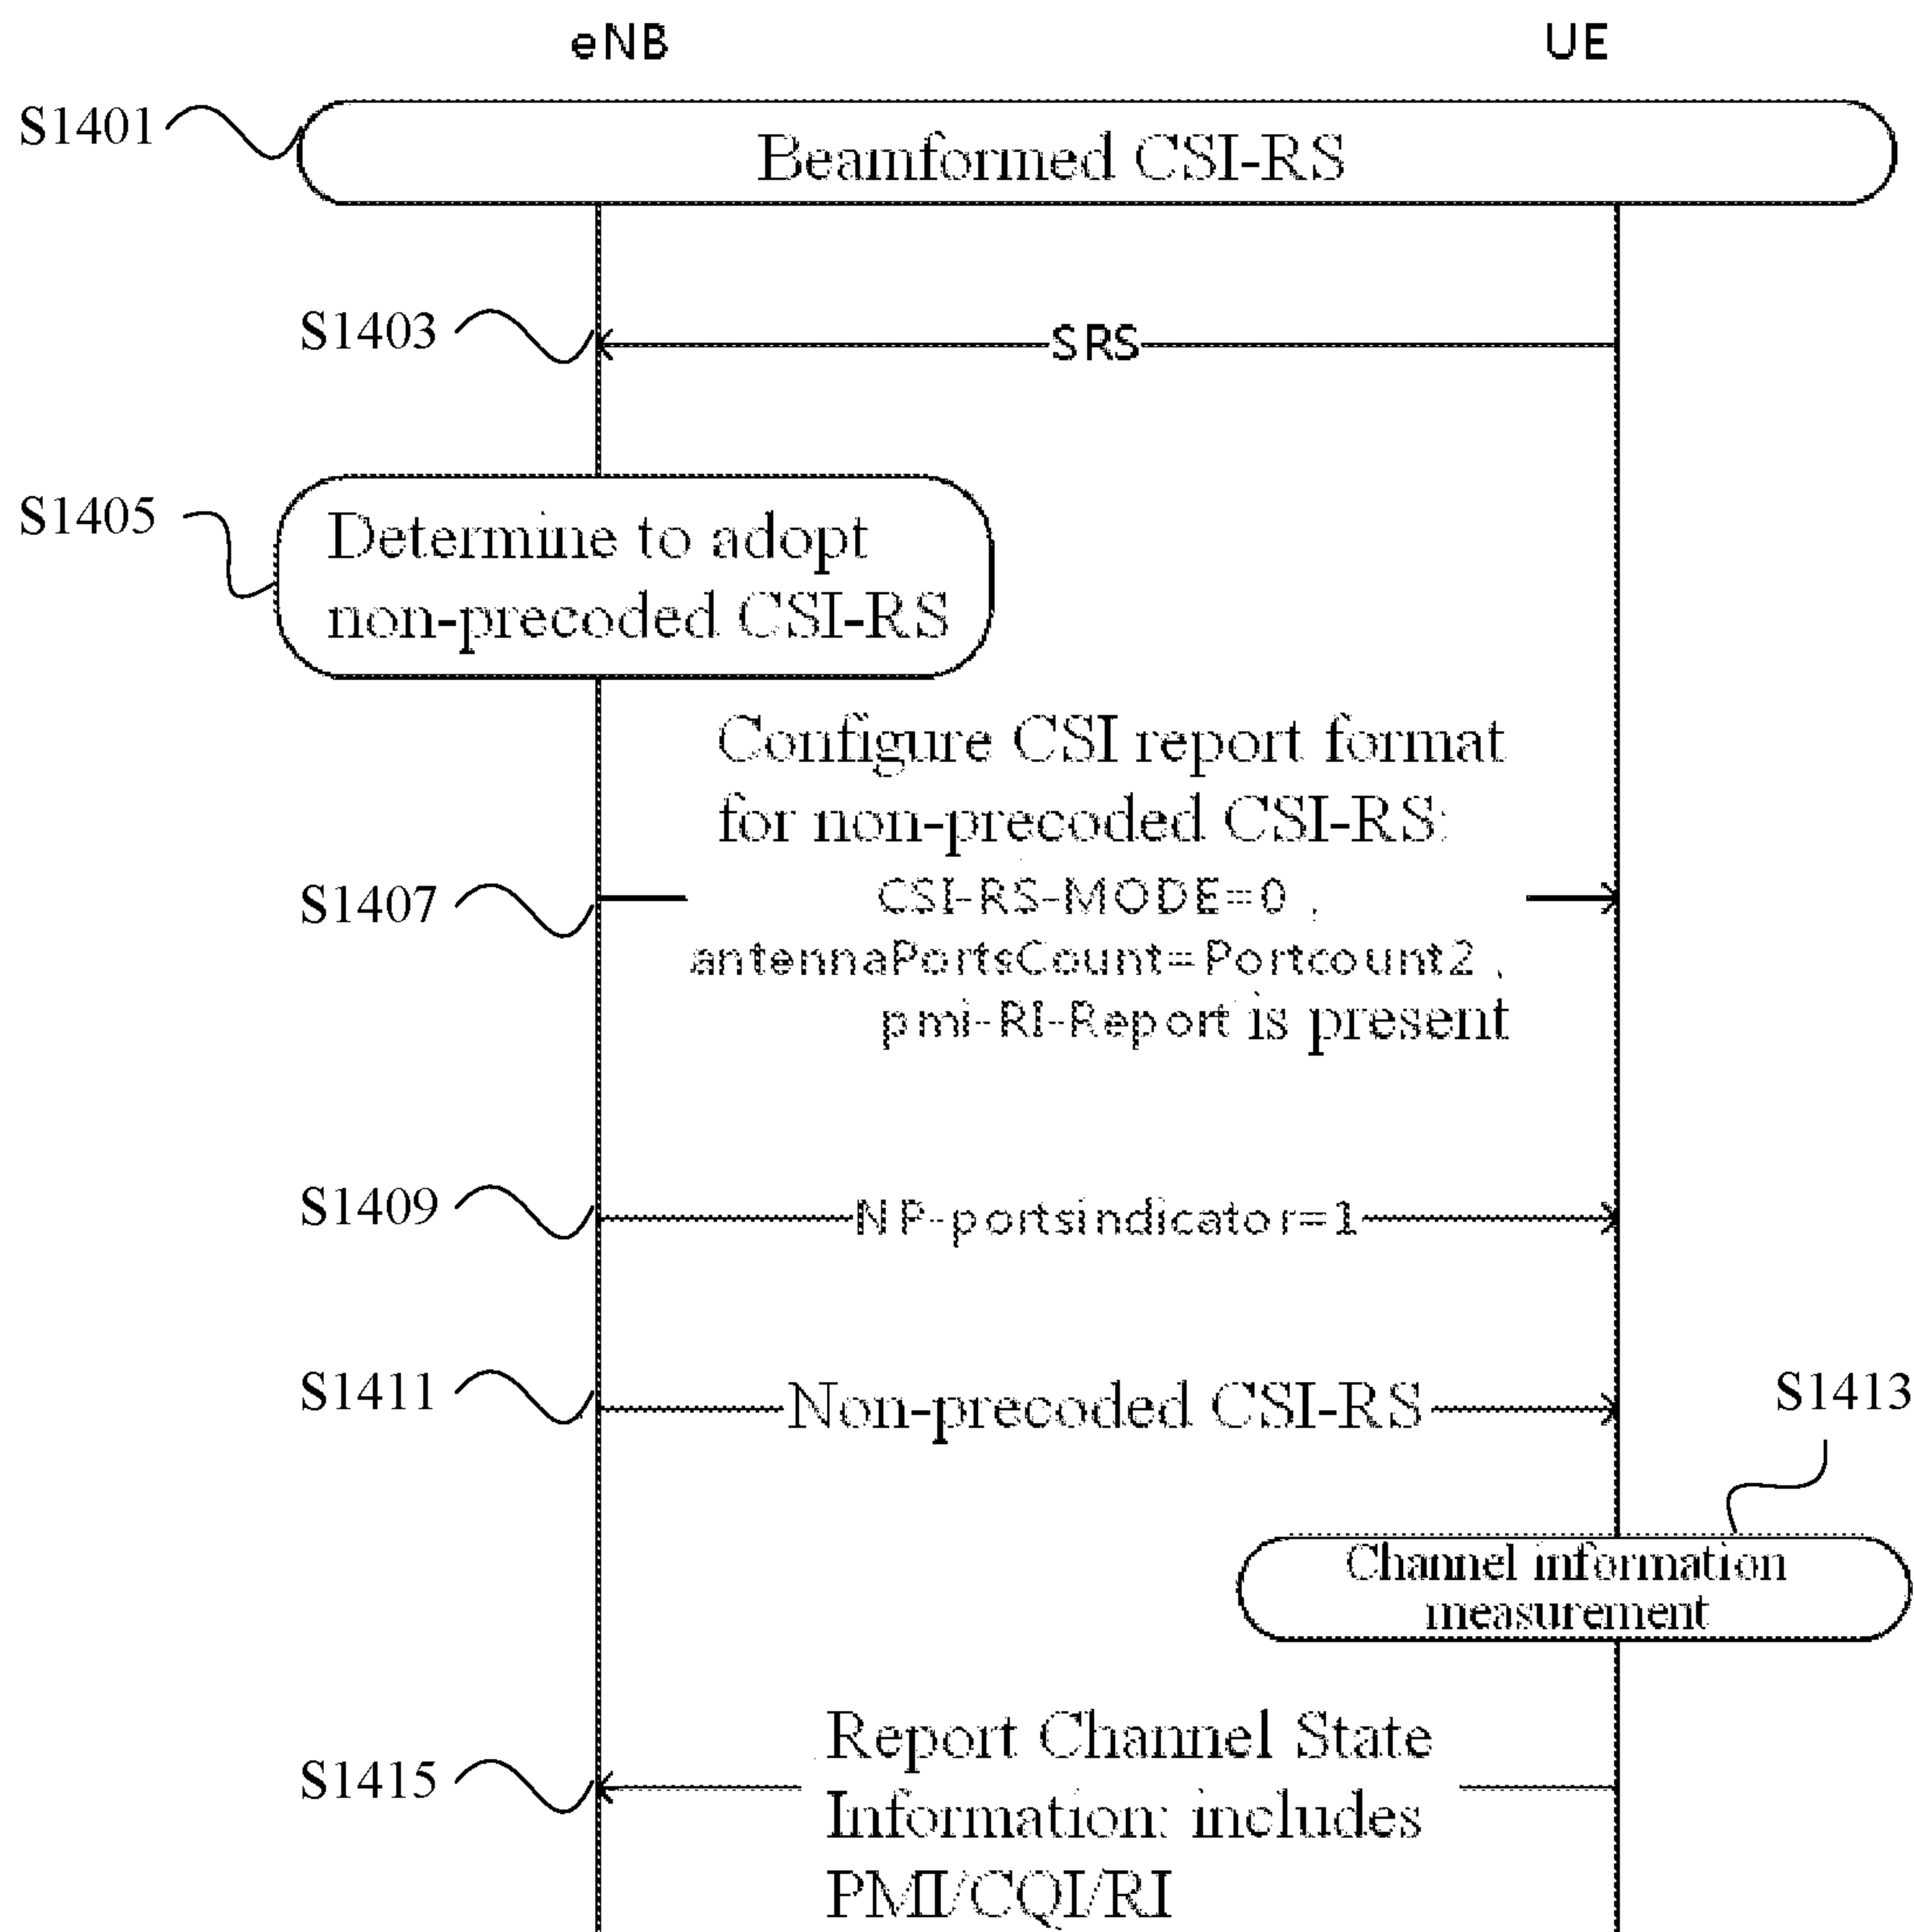 eNB UE
S1401
Beamformed CSI-RS
S1403
SRS
S1405
Determine to adopt
non-precoded CSI-RS
Configure CSI report format
for non-precoded CSI-RS:
S1407
CSI-RS-MODE=0 ,
antennaPortsCount=Portcount2 ,
pmi-RI-Report is present
S1409
NP-portsindicator=1
S1411
Non-precoded CSI-RS
S1413
Channel information
measurement
S1415
Report Channel State
Information: includes
PMI/CQI/RI